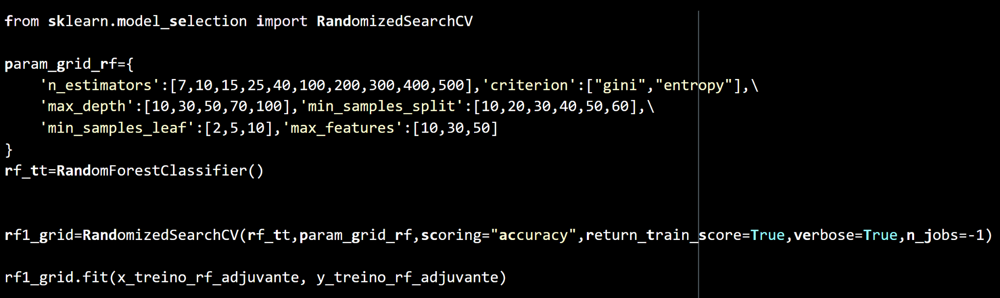 from sklearn.model_selection import RandomizedSearchCV
param_grid_rf={
'n_estimators':[7,10,15,25,40,100,200,300,400,500],'criterion':["gini","entropy"],\
'max_depth':[10,30,50,70,100],'min_samples_split':[10,20,30,40,50,60],\
'min_samples_leaf':[2,5,10],'max_features':[10,30,50]
}
rf_tt=RandomForestClassifier()
rf1_grid=RandomizedSearchCV(rf_tt,param_grid_rf,scoring="accuracy",return_train_score=True,verbose=True,n_jobs=-1)
rf1_grid.fit(x_treino_rf_adjuvante, y_treino_rf_adjuvante)